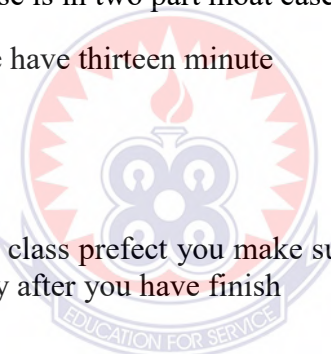 se is in two part
e have thirteen minute
class prefect you make su
y after you have finish
EDUCATION FOR SERVICE